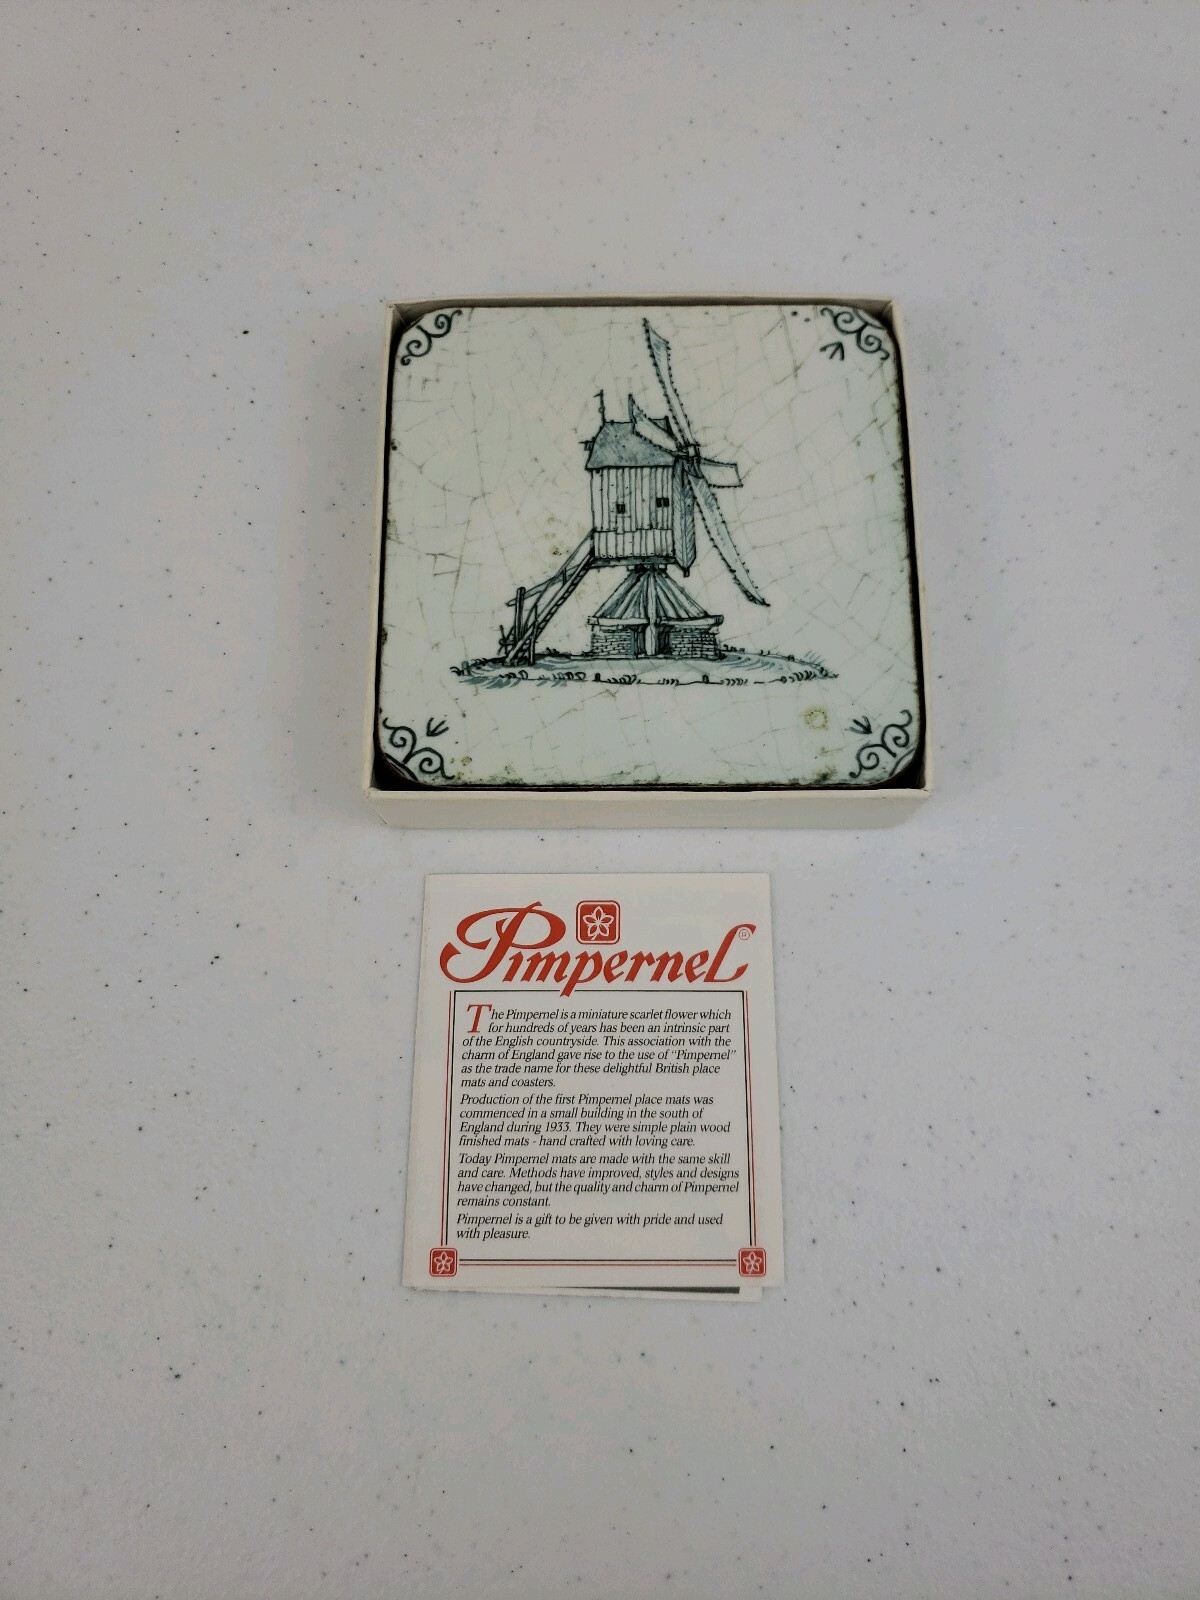 Pimpernel®
The Pimpernel is a miniature scarlet flower which
for hundreds of years has been an intrinsic part
of the English countryside. This association with the
charm of England gave rise to the use of "Pimpernel"
as the trade name for these delightful British place
mats and coasters.
Production of the first Pimpernel place mats was
commenced in a small building in the south of
England during 1933. They were simple plain wood
finished mats - hand crafted with loving care.
Today Pimpernel mats are made with the same skill
and care. Methods have improved, styles and designs
have changed, but the quality and charm of Pimpernel
remains constant.
Pimpernel is a gift to be given with pride and used
with pleasure.